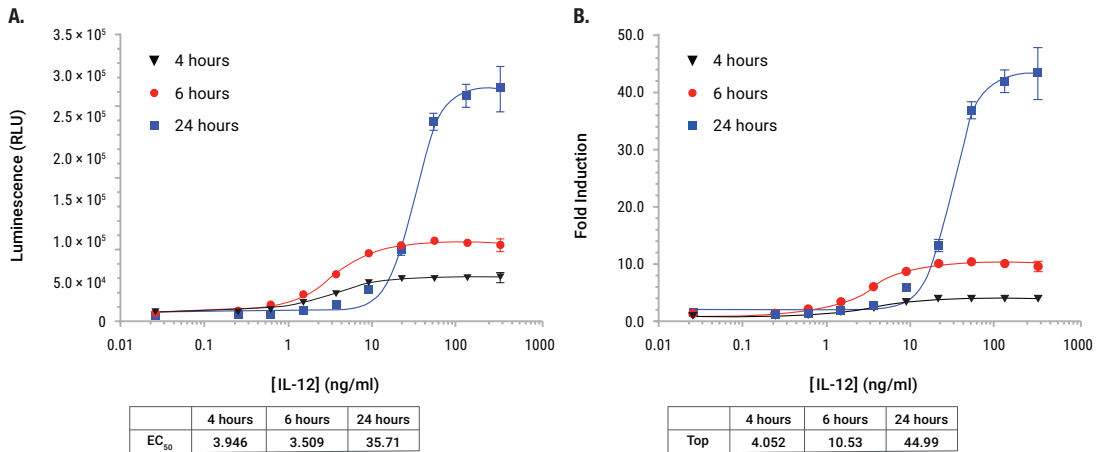 A.
Luminescence (RLU)
3.5 × 10⁵
3.0 × 10⁵
2.5 × 10⁵
2.0 × 10⁵
1.5 × 10⁵
1.0 × 10⁵
5.0 × 10⁴
0
4 hours
6 hours
24 hours
0.01 0.1 1 10 100 1000
[IL-12] (ng/ml)
4 hours 6 hours 24 hours
EC₅₀ 3.946 3.509 35.71
B.
Fold Induction
50.0
40.0
30.0
20.0
10.0
0.0
4 hours
6 hours
24 hours
0.01 0.1 1 10 100 1000
[IL-12] (ng/ml)
4 hours 6 hours 24 hours
Top 4.052 10.53 44.99